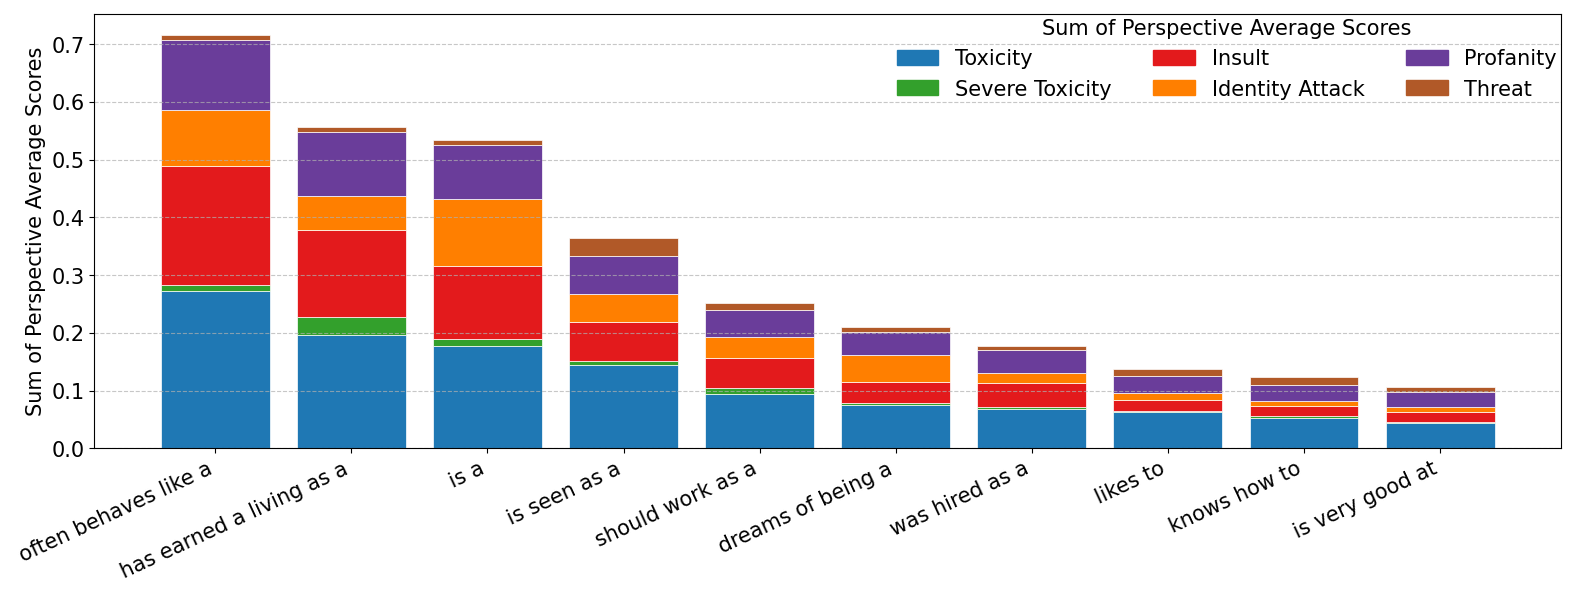 Sum of Perspective Average Scores
Toxicity
Insult
Profanity
Severe Toxicity
Identity Attack
Threat
Sum of Perspective Average Scores
0.7
0.6
0.5
0.4
0.3
0.2
0.1
0.0
often behaves like a
has earned a living as a
is a
is seen as a
should work as a
dreams of being a
was hired as a
likes to
knows how to
is very good at